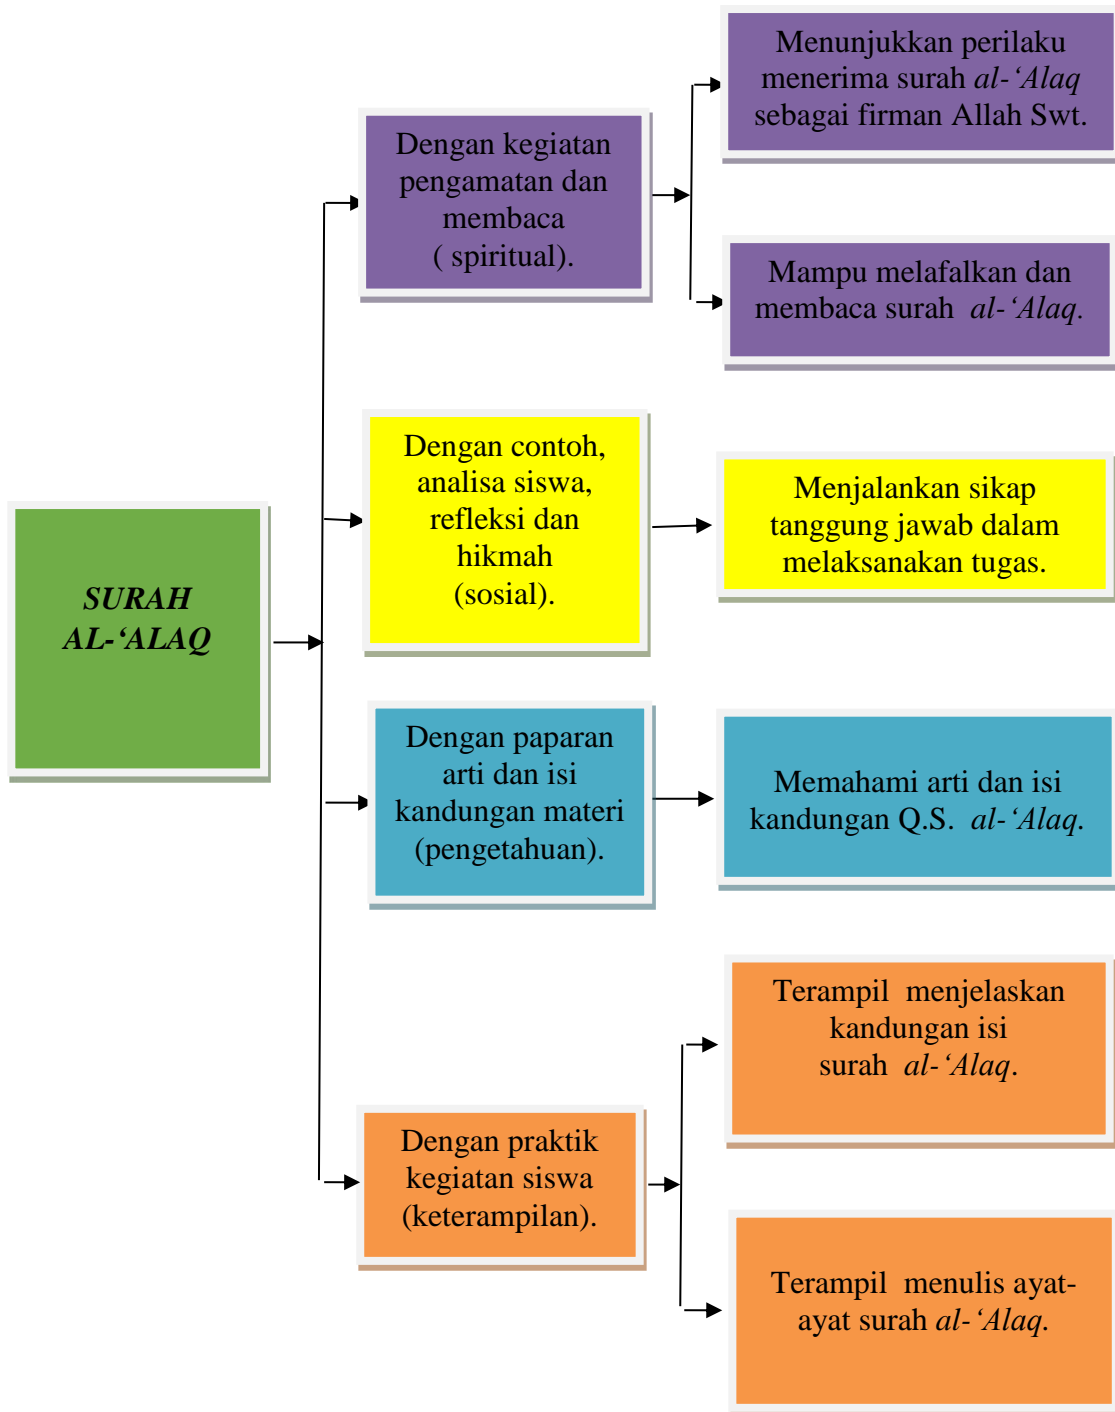 SURAH
AL-‘ALAQ
Dengan kegiatan
pengamatan dan
membaca
( spiritual).
Menunjukkan perilaku
menerima surah al-‘Alaq
sebagai firman Allah Swt.
Mampu melafalkan dan
membaca surah al-‘Alaq.
Dengan contoh,
analisa siswa,
refleksi dan
hikmah
(sosial).
Menjalankan sikap
tanggung jawab dalam
melaksanakan tugas.
Dengan paparan
arti dan isi
kandungan materi
(pengetahuan).
Memahami arti dan isi
kandungan Q.S. al-‘Alaq.
Dengan praktik
kegiatan siswa
(keterampilan).
Terampil menjelaskan
kandungan isi
surah al-‘Alaq.
Terampil menulis ayat-
ayat surah al-‘Alaq.